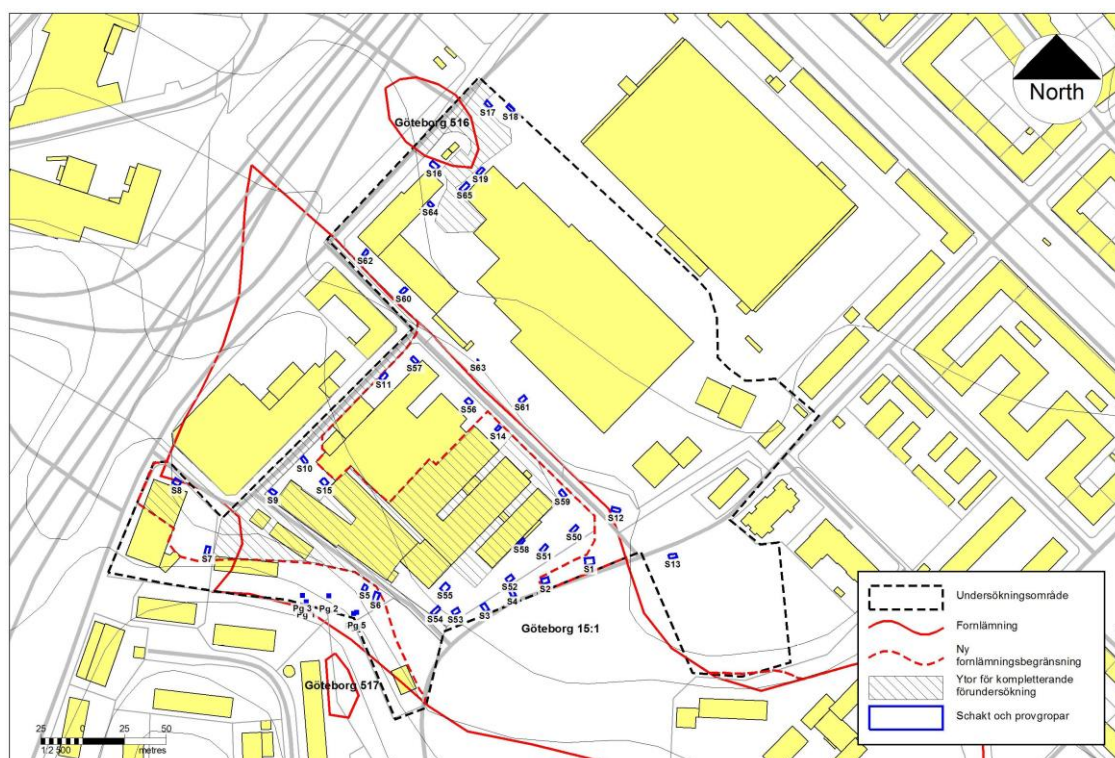 North
Göteborg 516
S17
S18
S16
S19
S65
S64
S62
S60
S63
S57
S11
S56
S61
S14
S10
S15
S8
S9
S59
S12
S50
S58
S51
S7
S13
S1
S52
S2
S5
S6
S55
S4
Pg 3
Pg 2
Pg 5
S54
S53
S3
Göteborg 15:1
Göteborg 517
Undersökningsområde
Fornlämning
Ny
fornlämningsbegränsning
Ytor för kompletterande
förundersökning
Schakt och provgropar
25 0 25 50
1:2 500 metres